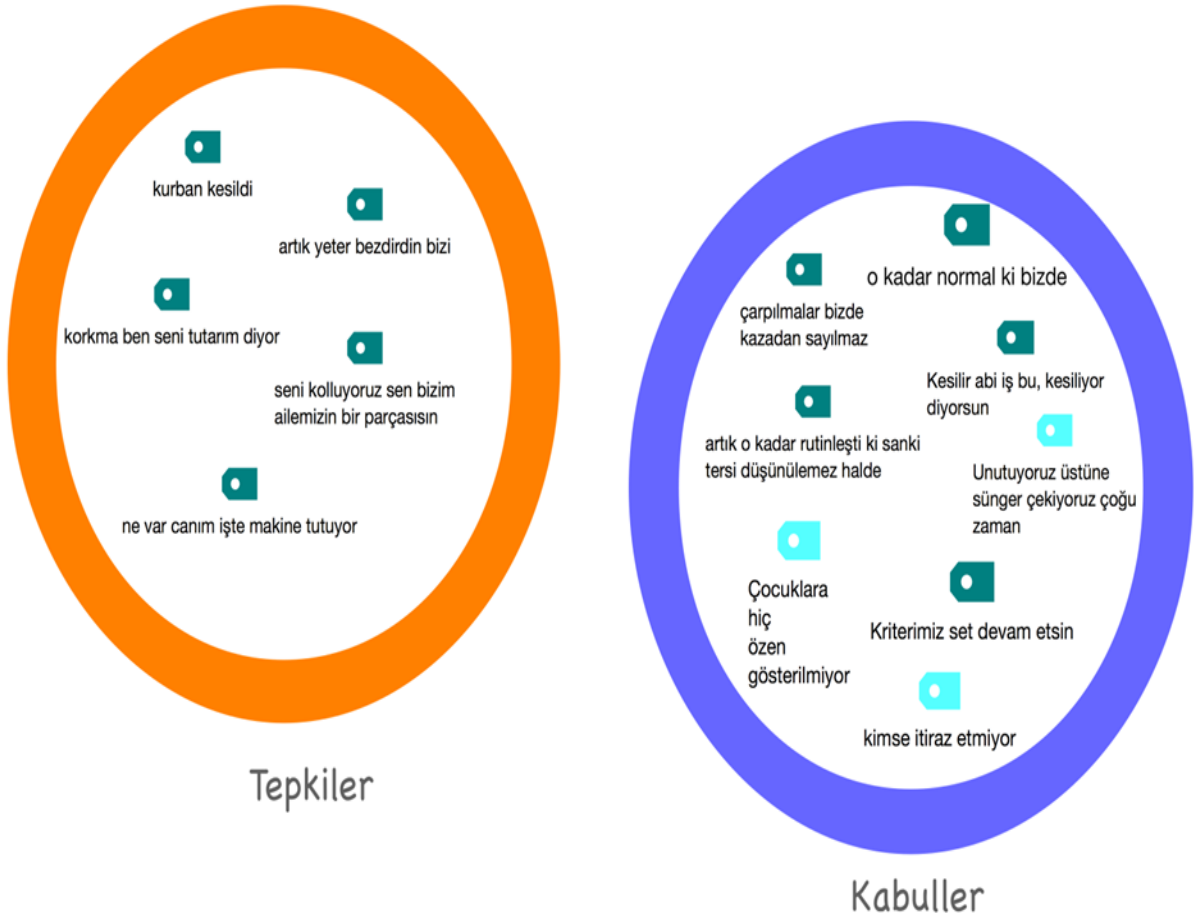 kurban kesildi
artık yeter bezdirdin bizi
korkma ben seni tutarım diyor
seni kolluyoruz sen bizim
ailemizin bir parçasısın
ne var canım işte makine tutuyor
Tepkiler
o kadar normal ki bizde
çarpılmalar bizde
kazadan sayılmaz
Kesilir abi iş bu, kesiliyor
diyorsun
artık o kadar rutinleşti ki sanki
tersi düşünülemez halde
Unutuyoruz üstüne
sünger çekiyoruz çoğu
zaman
Çocuklara
hiç
özen
gösterilmiyor
Kriterimiz set devam etsin
kimse itiraz etmiyor
Kabuller